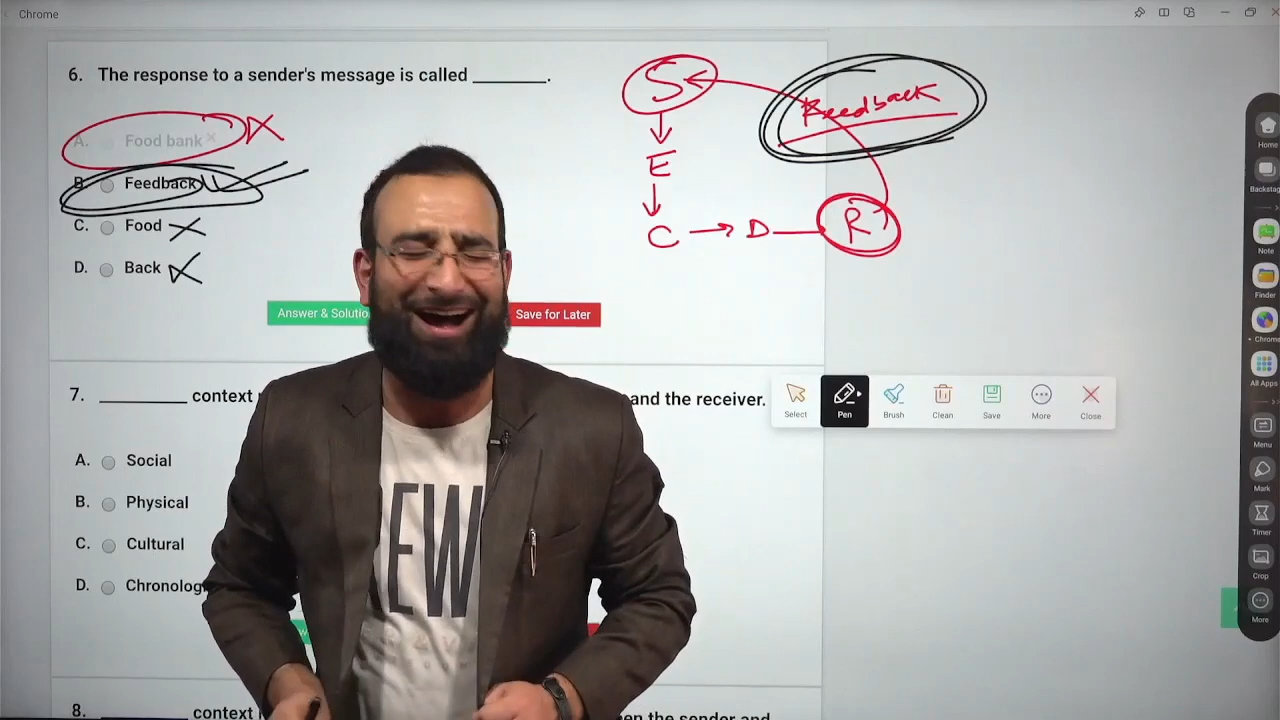 Chrome
6. The response to a sender's message is called ________.
A. Food bank
B. Feedback
C. Food
D. Back
Answer & Solutio
Save for Later
S
E
C → D
R
Feedback
7. ________ context
and the receiver.
A. Social
B. Physical
C. Cultural
D. Chronolog
8. ________ context
en the sender and
Select
Pen
Brush
Clean
Save
More
Close
Home
Backstag
Note
Finder
Chrome
All Apps
Menu
Mark
Timer
Crop
More
EW